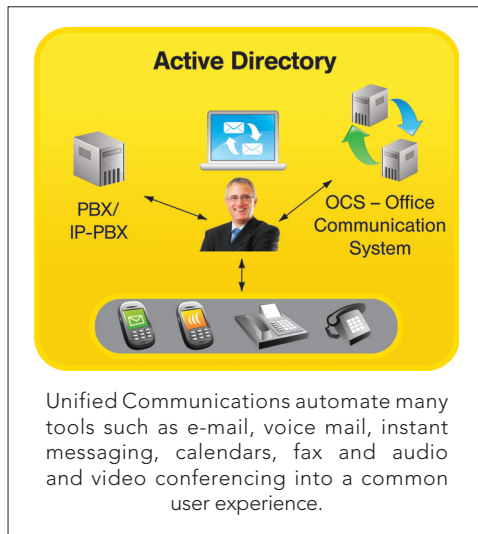 Active Directory
PBX/
IP-PBX
OCS – Office
Communication
System
Unified Communications automate many
tools such as e-mail, voice mail, instant
messaging, calendars, fax and audio
and video conferencing into a common
user experience.